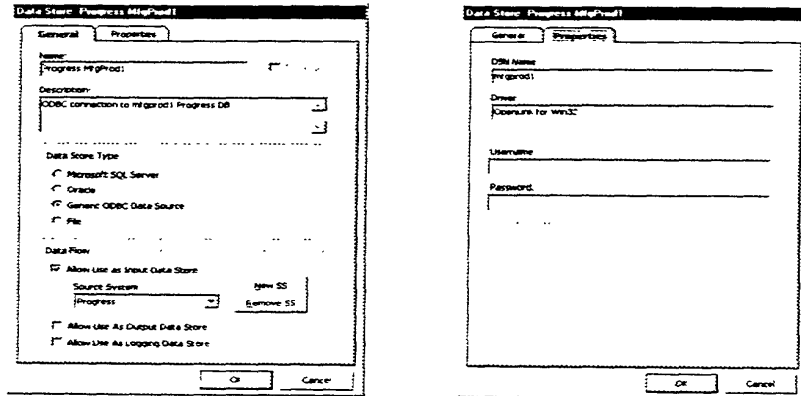 Data Store: Progress MfgProd1
General Properties
Name:
Progress MfgProd1
Description:
ODBC connection to mfgprod1 Progress DB
Data Store Type
Microsoft SQL Server
Oracle
Generic ODBC Data Source
File
Data Flow
Allow Use as Input Data Store
Source System
Progress
New SS
Remove SS
Allow Use As Output Data Store
Allow Use As Logging Data Store
OK Cancel
Data Store: Progress MfgProd1
General Properties
DSN Name
mfgprod1
Driver
OpenLink for Win32
Username
Password:
OK Cancel